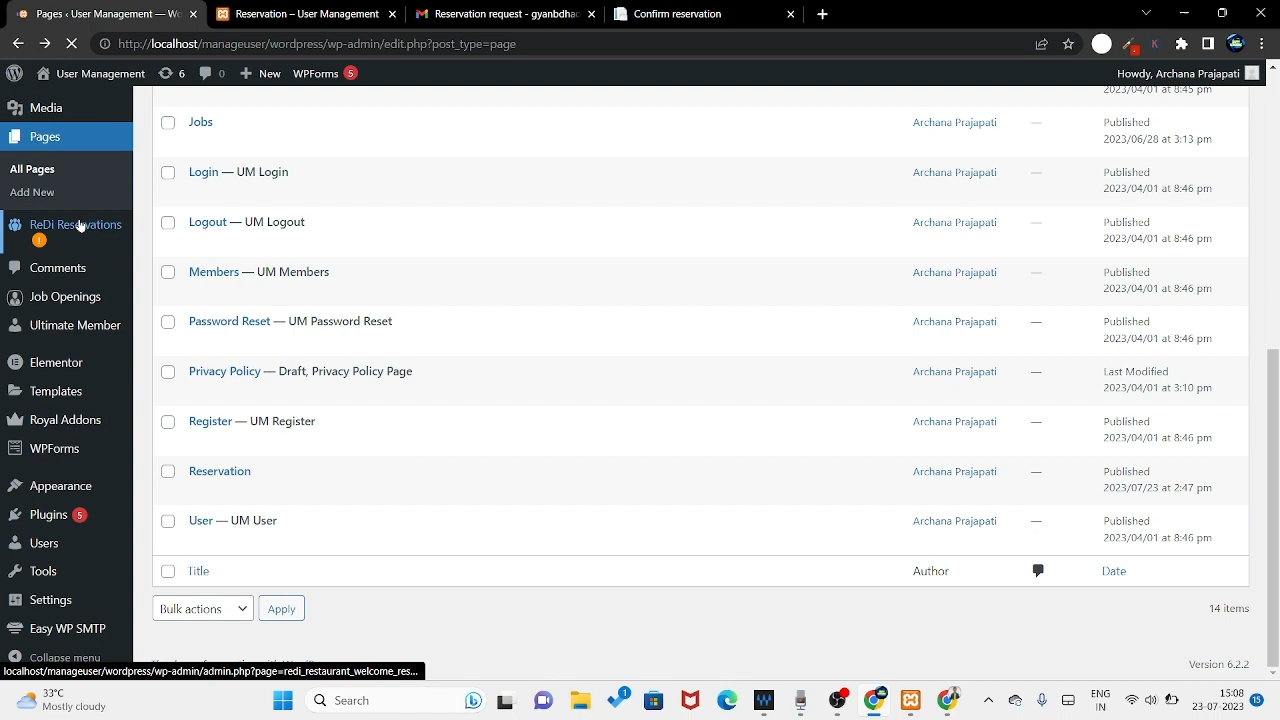 Pages ‹ User Management — Wo
Reservation – User Management
Reservation request - gyanbdhac
Confirm reservation
http://localhost/manageuser/wordpress/wp-admin/edit.php?post_type=page
User Management 6 0 New WPForms 5 Howdy, Archana Prajapati
2023/04/01 at 8:45 pm
Media
Pages
All Pages
Add New
ReDi Reservations
Comments
Job Openings
Ultimate Member
Elementor
Templates
Royal Addons
WPForms
Appearance
Plugins 5
Users
Tools
Settings
Easy WP SMTP
Collapse menu
Jobs Archana Prajapati — Published
2023/06/28 at 3:13 pm
Login — UM Login Archana Prajapati — Published
2023/04/01 at 8:46 pm
Logout — UM Logout Archana Prajapati — Published
2023/04/01 at 8:46 pm
Members — UM Members Archana Prajapati — Published
2023/04/01 at 8:46 pm
Password Reset — UM Password Reset Archana Prajapati — Published
2023/04/01 at 8:46 pm
Privacy Policy — Draft, Privacy Policy Page Archana Prajapati — Last Modified
2023/04/01 at 3:10 pm
Register — UM Register Archana Prajapati — Published
2023/04/01 at 8:46 pm
Reservation Archana Prajapati — Published
2023/07/23 at 2:47 pm
User — UM User Archana Prajapati — Published
2023/04/01 at 8:46 pm
Title Author Date
Bulk actions Apply 14 items
Version 6.2.2
localhost/manageuser/wordpress/wp-admin/admin.php?page=redi_restaurant_welcome_res...
33°C
Mostly cloudy
Search
1
ENG
IN
15:08
23-07-2023
15